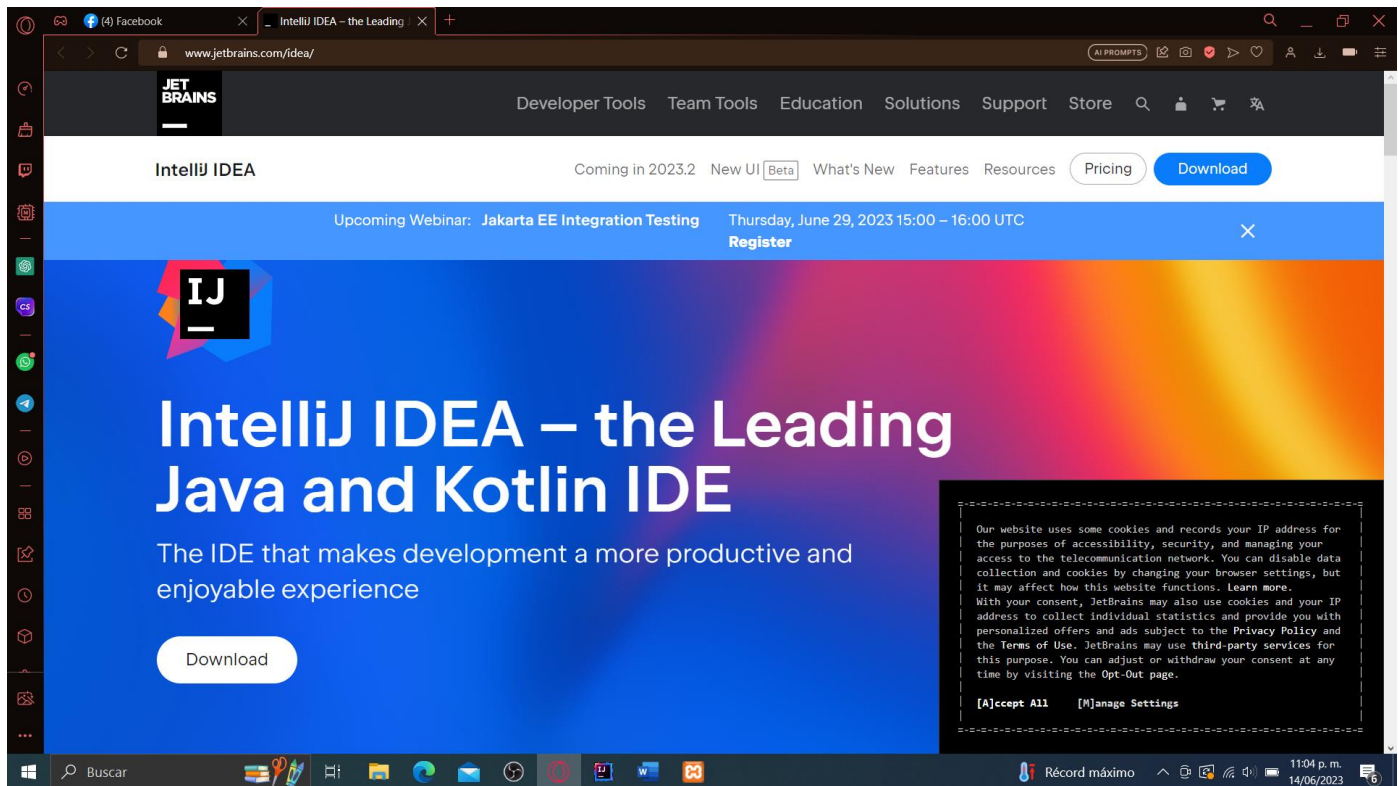 (4) Facebook
IntelliJ IDEA – the Leading J
www.jetbrains.com/idea/
AI PROMPTS
JET
BRAINS
Developer Tools Team Tools Education Solutions Support Store
IntelliJ IDEA
Coming in 2023.2 New UI Beta What's New Features Resources Pricing Download
Upcoming Webinar: Jakarta EE Integration Testing Thursday, June 29, 2023 15:00 – 16:00 UTC
Register
IJ
IntelliJ IDEA – the Leading
Java and Kotlin IDE
The IDE that makes development a more productive and
enjoyable experience
Download
Our website uses some cookies and records your IP address for
the purposes of accessibility, security, and managing your
access to the telecommunication network. You can disable data
collection and cookies by changing your browser settings, but
it may affect how this website functions. Learn more.
With your consent, JetBrains may also use cookies and your IP
address to collect individual statistics and provide you with
personalized offers and ads subject to the Privacy Policy and
the Terms of Use. JetBrains may use third-party services for
this purpose. You can adjust or withdraw your consent at any
time by visiting the Opt-Out page.
[A]ccept All [M]anage Settings
CS
Buscar
Récord máximo
11:04 p. m.
14/06/2023
6